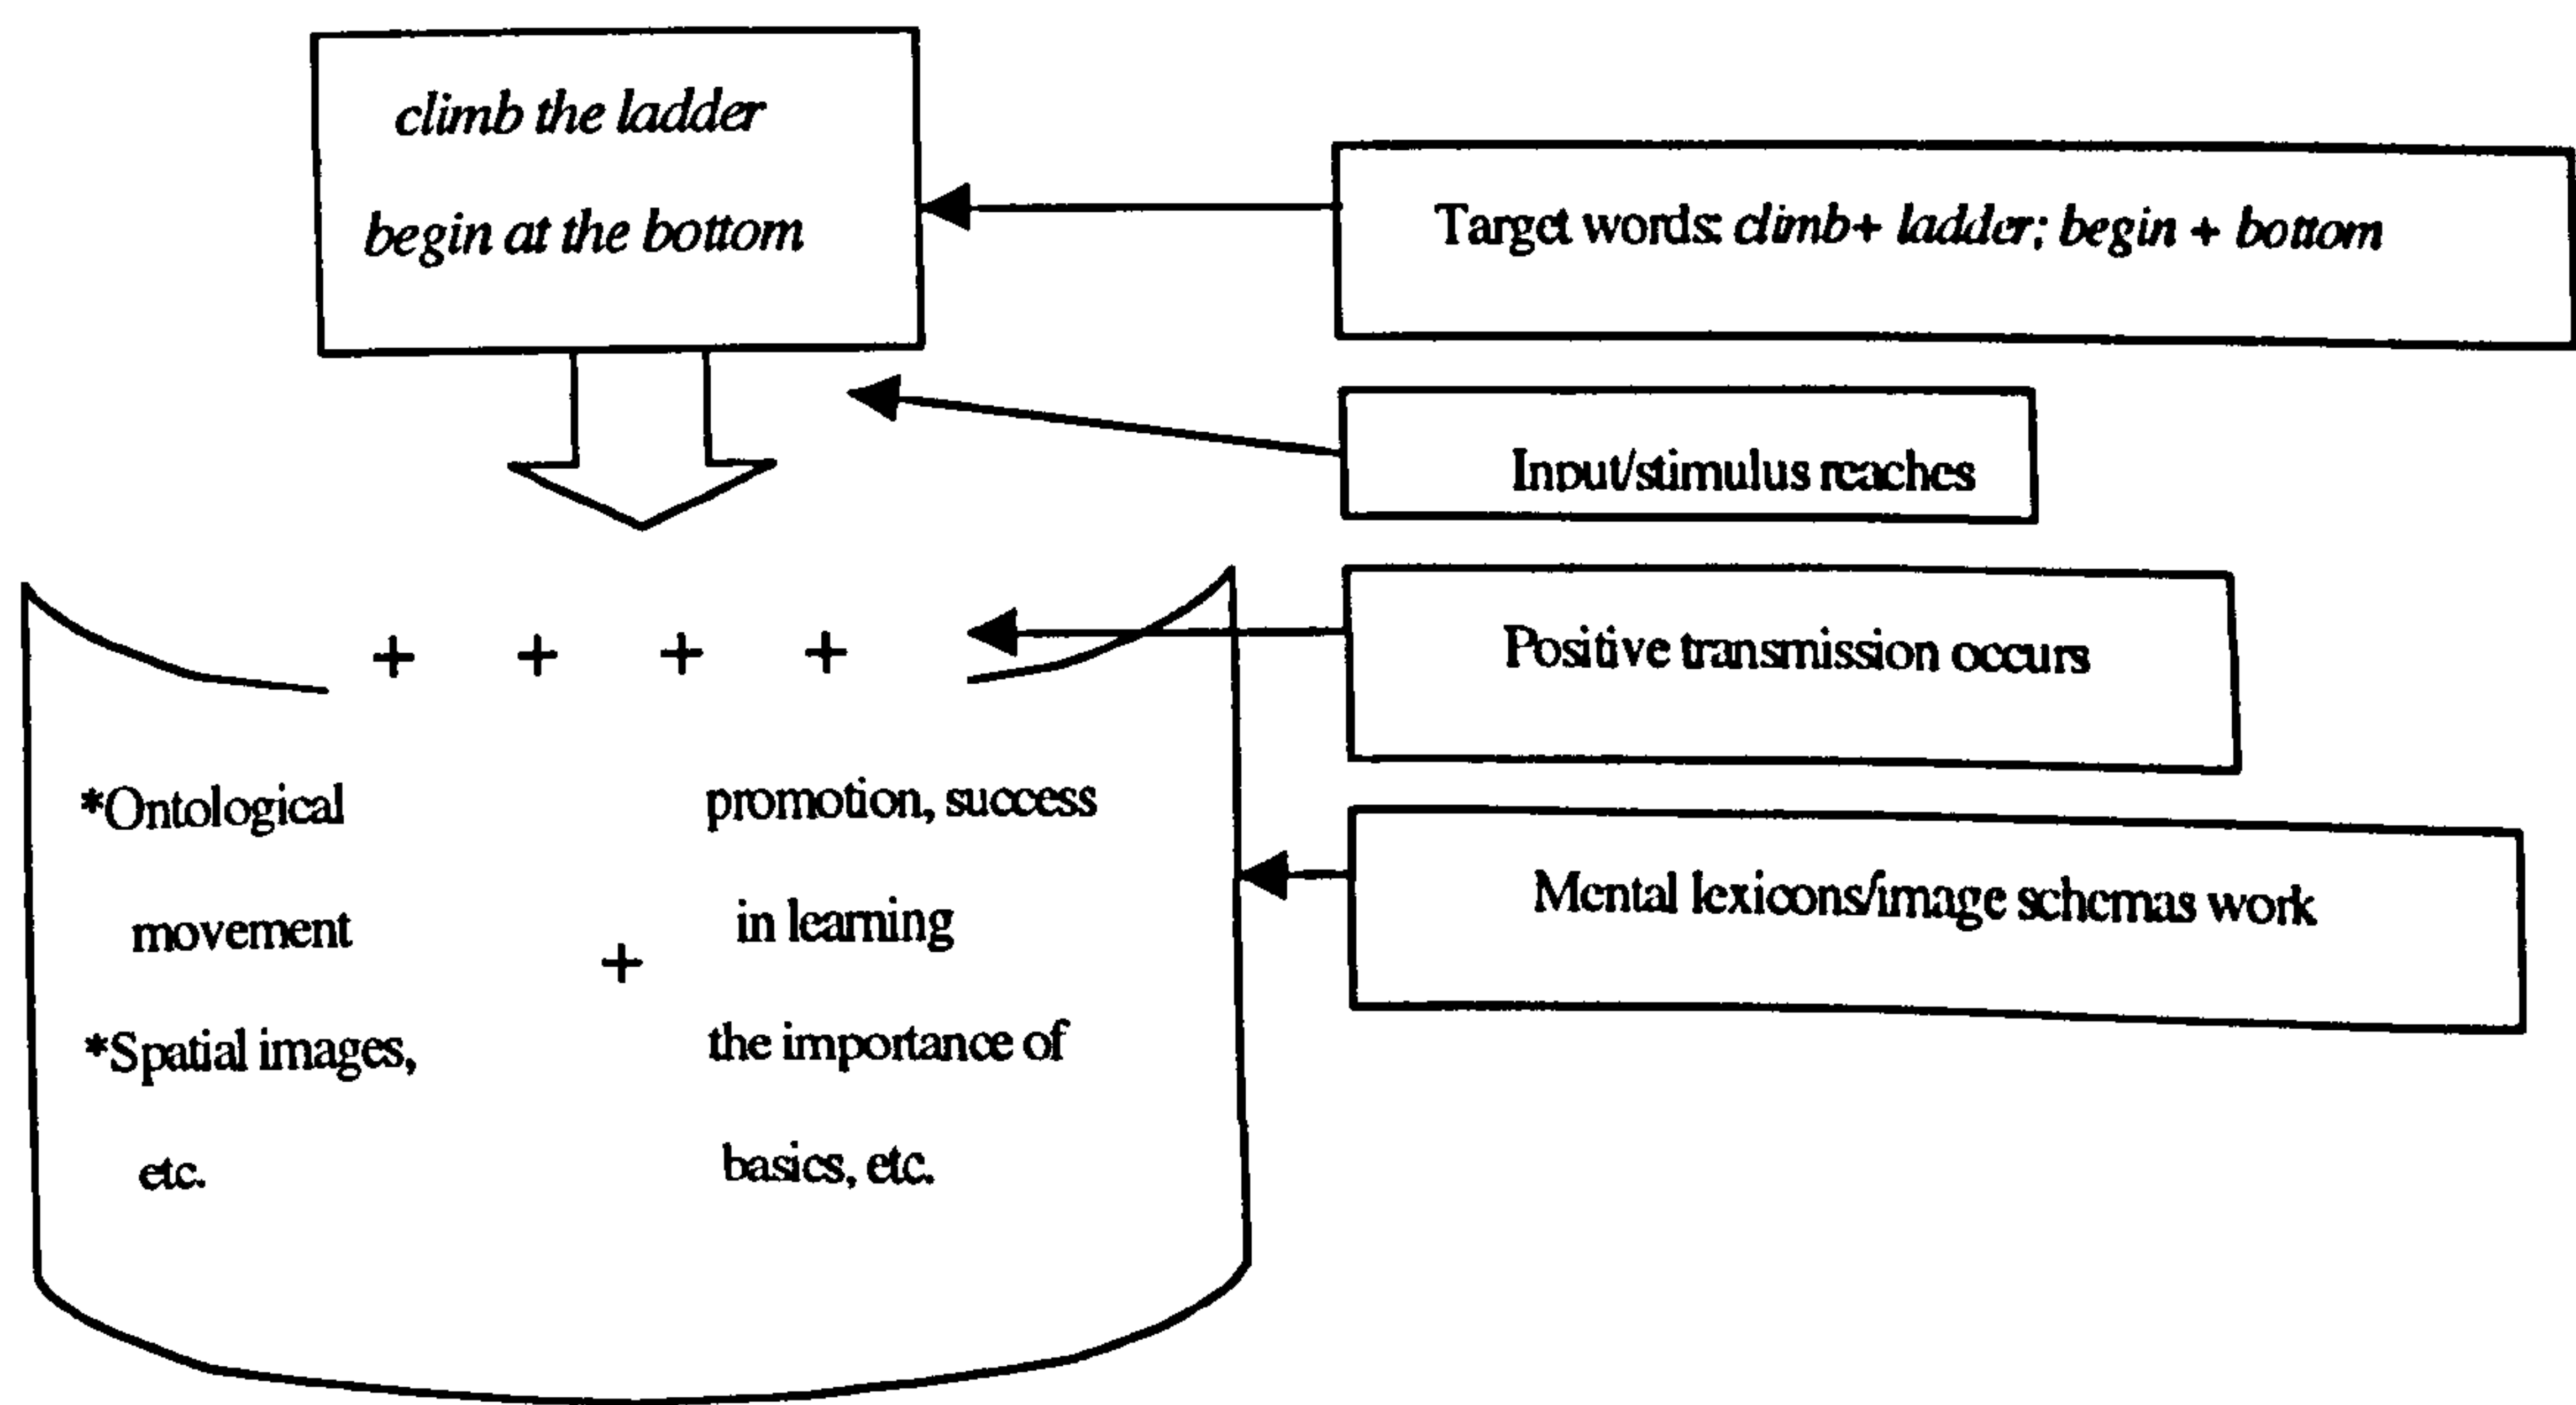 climb the ladder
begin at the bottom
Target words: climb+ ladder; begin + bottom
Input/stimulus reaches
+ + + +
Positive transmission occurs
*Ontological
movement
*Spatial images,
etc.
+
promotion, success
in learning
the importance of
basics, etc.
Mental lexicons/image schemas work